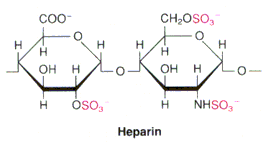 COO⁻ CH₂OSO₃⁻
H O H H O H
H H
OH H O OH H O
H OSO₃⁻ H NHSO₃⁻
Heparin